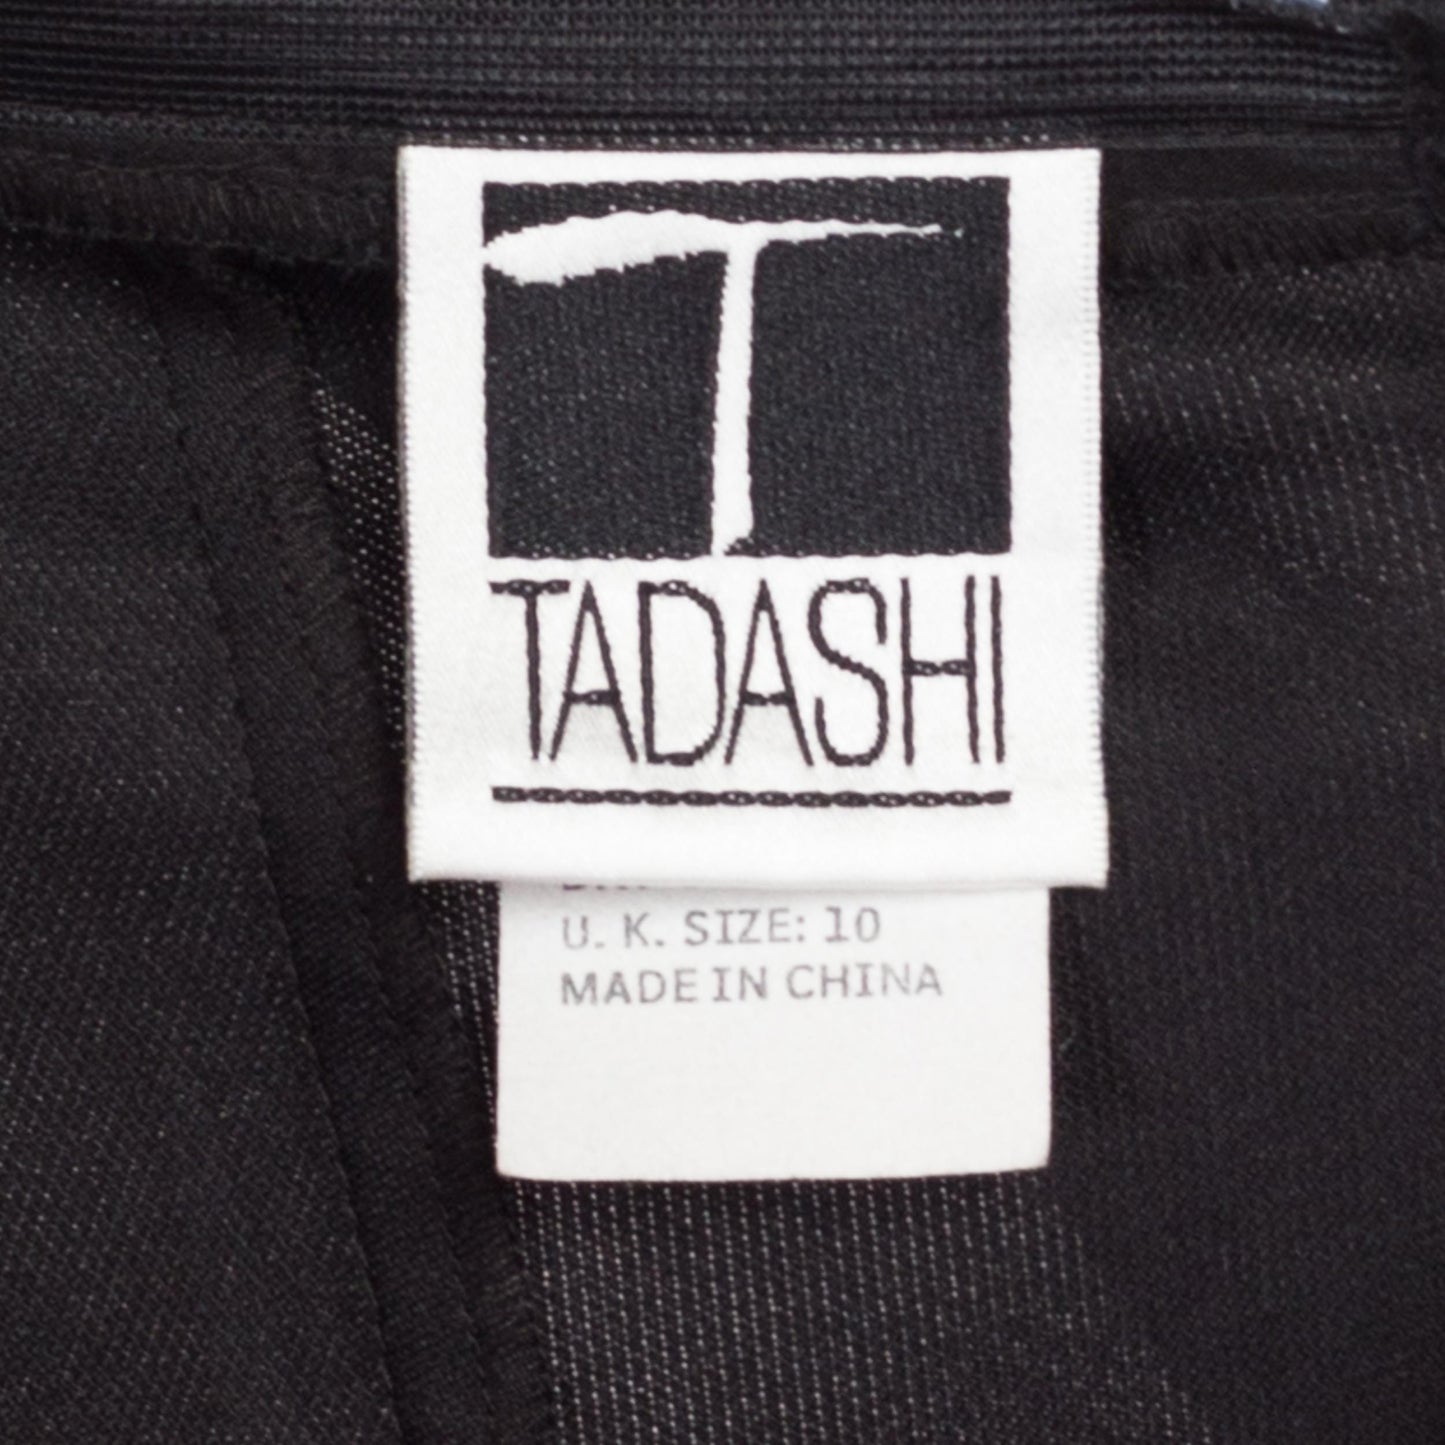 T
TADASHI
U. K. SIZE: 10
MADE IN CHINA